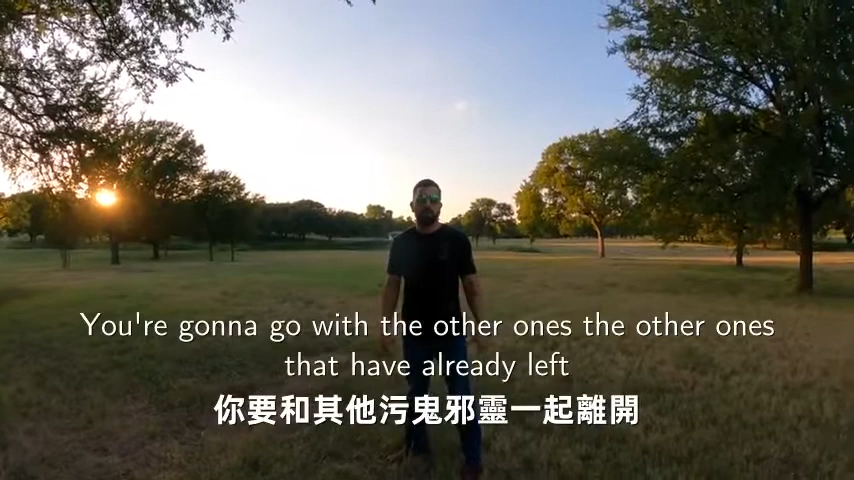 You're gonna go with the other ones the other ones
that have already left
你要和其他污鬼邪靈一起離開